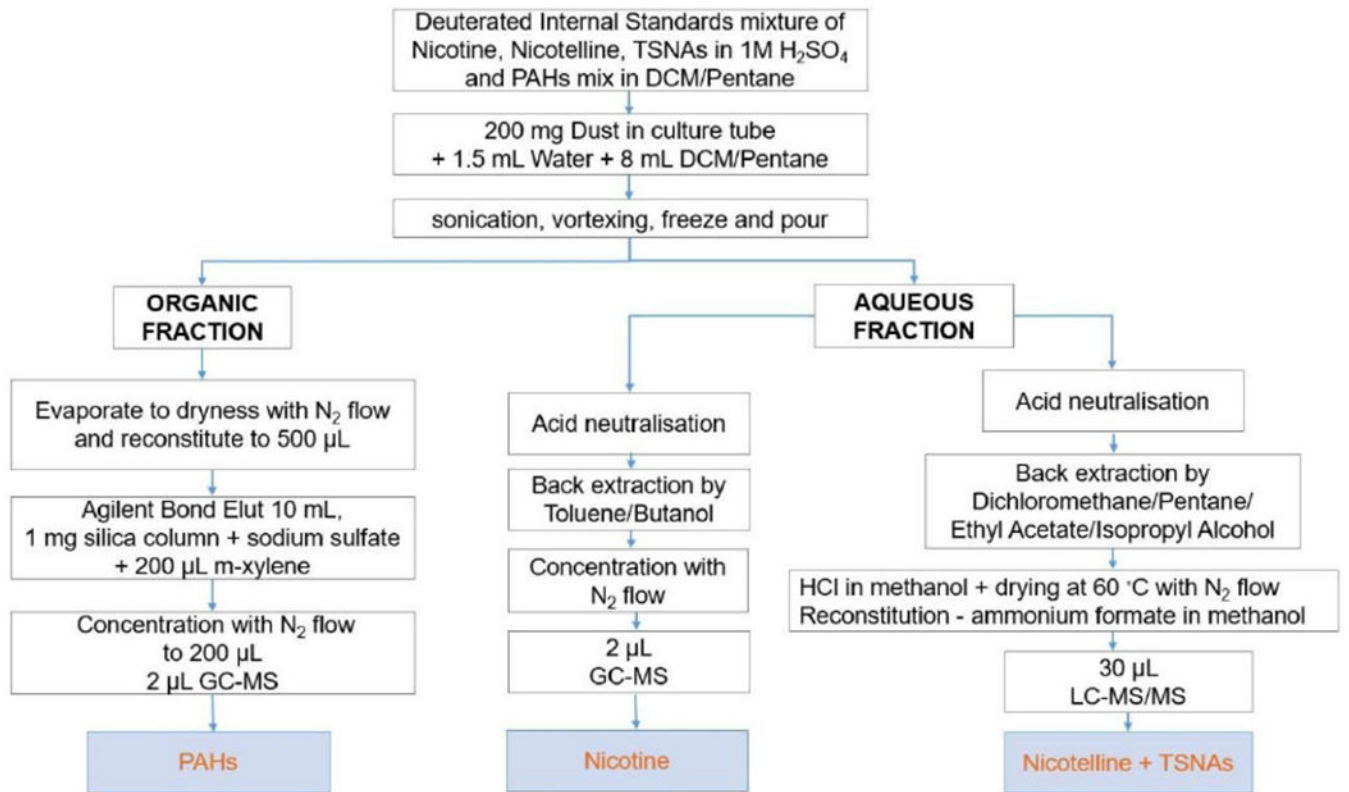 Deuterated Internal Standards mixture of
Nicotine, Nicotelline, TSNAs in 1M H₂SO₄
and PAHs mix in DCM/Pentane
200 mg Dust in culture tube
+ 1.5 mL Water + 8 mL DCM/Pentane
sonication, vortexing, freeze and pour
ORGANIC
FRACTION
Evaporate to dryness with N₂ flow
and reconstitute to 500 µL
Agilent Bond Elut 10 mL,
1 mg silica column + sodium sulfate
+ 200 µL m-xylene
Concentration with N₂ flow
to 200 µL
2 µL GC-MS
PAHs
AQUEOUS
FRACTION
Acid neutralisation
Back extraction by
Toluene/Butanol
Concentration with
N₂ flow
2 µL
GC-MS
Nicotine
Acid neutralisation
Back extraction by
Dichloromethane/Pentane/
Ethyl Acetate/Isopropyl Alcohol
HCl in methanol + drying at 60 °C with N₂ flow
Reconstitution - ammonium formate in methanol
30 µL
LC-MS/MS
Nicotelline + TSNAs